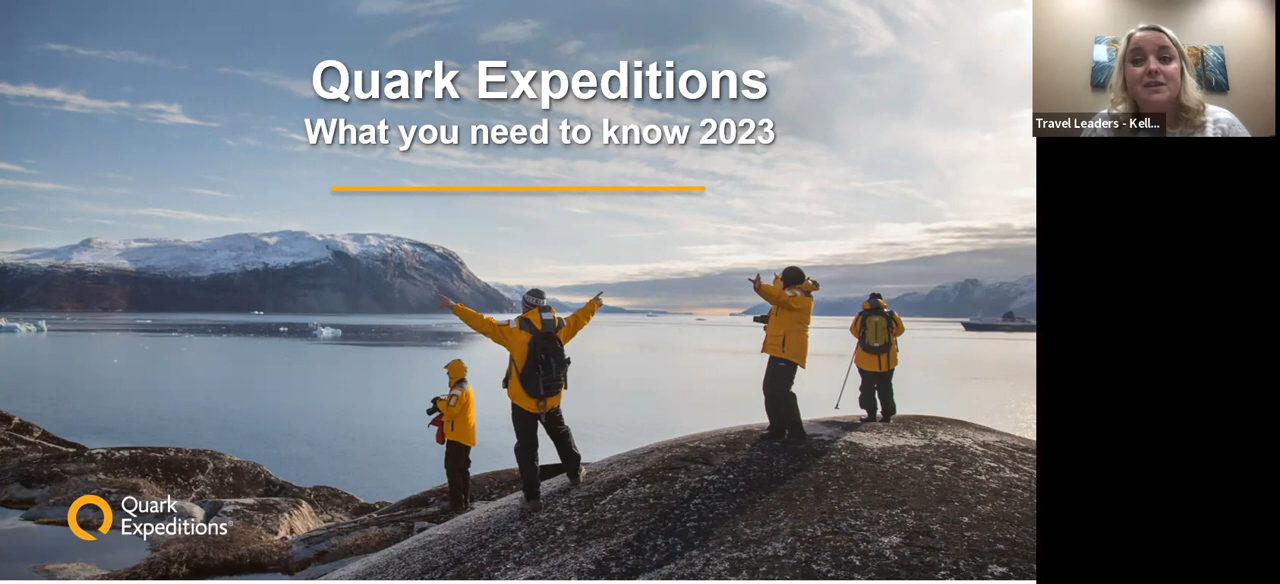 Quark Expeditions
What you need to know 2023
Travel Leaders - Kell...
Quark
Expeditions